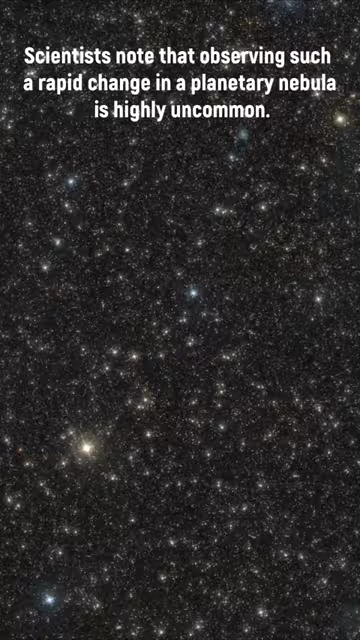 Scientists note that observing such
a rapid change in a planetary nebula
is highly uncommon.